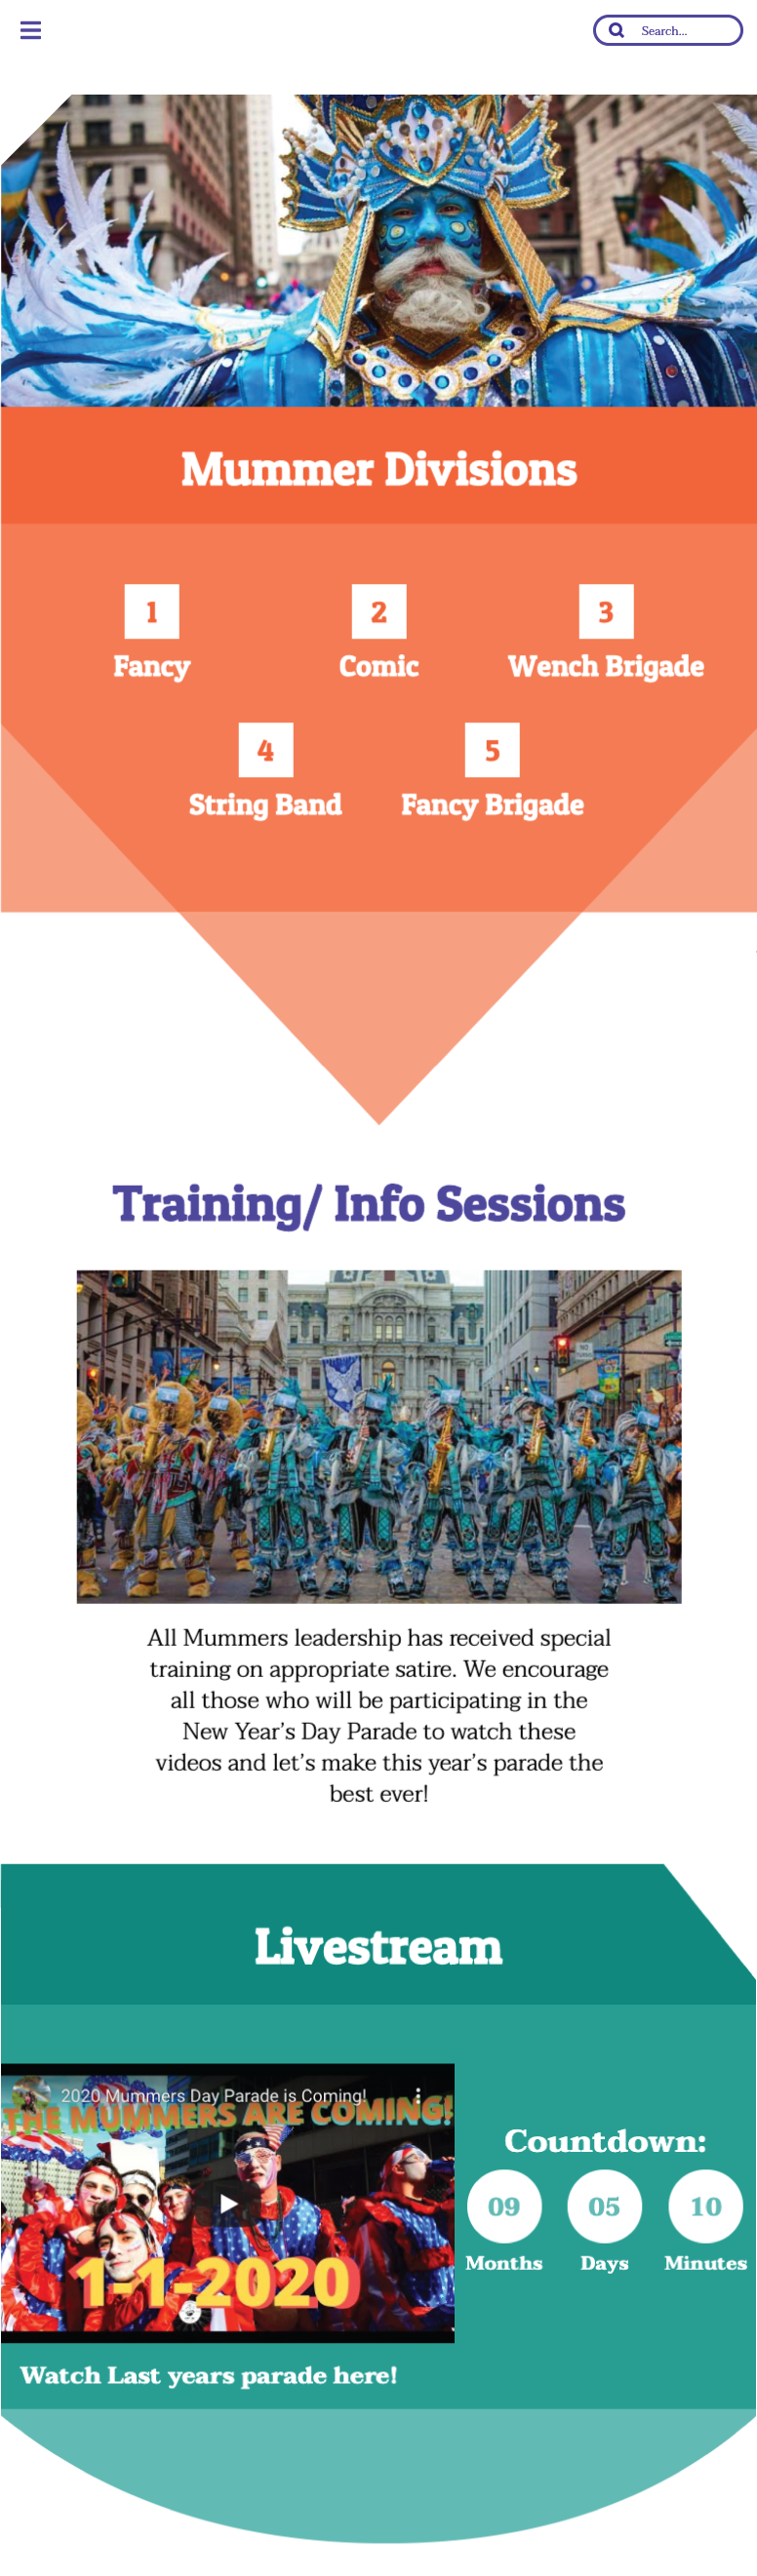 Search...
Mummer Divisions
1
2
3
Fancy
Comic
Wench Brigade
4
5
String Band
Fancy Brigade
Training/ Info Sessions
All Mummers leadership has received special
training on appropriate satire. We encourage
all those who will be participating in the
New Year’s Day Parade to watch these
videos and let’s make this year’s parade the
best ever!
Livestream
2020 Mummers Day Parade is Coming!
THE MUMMERS ARE COMING!
1-1-2020
Countdown:
09
05
10
Months
Days
Minutes
Watch Last years parade here!